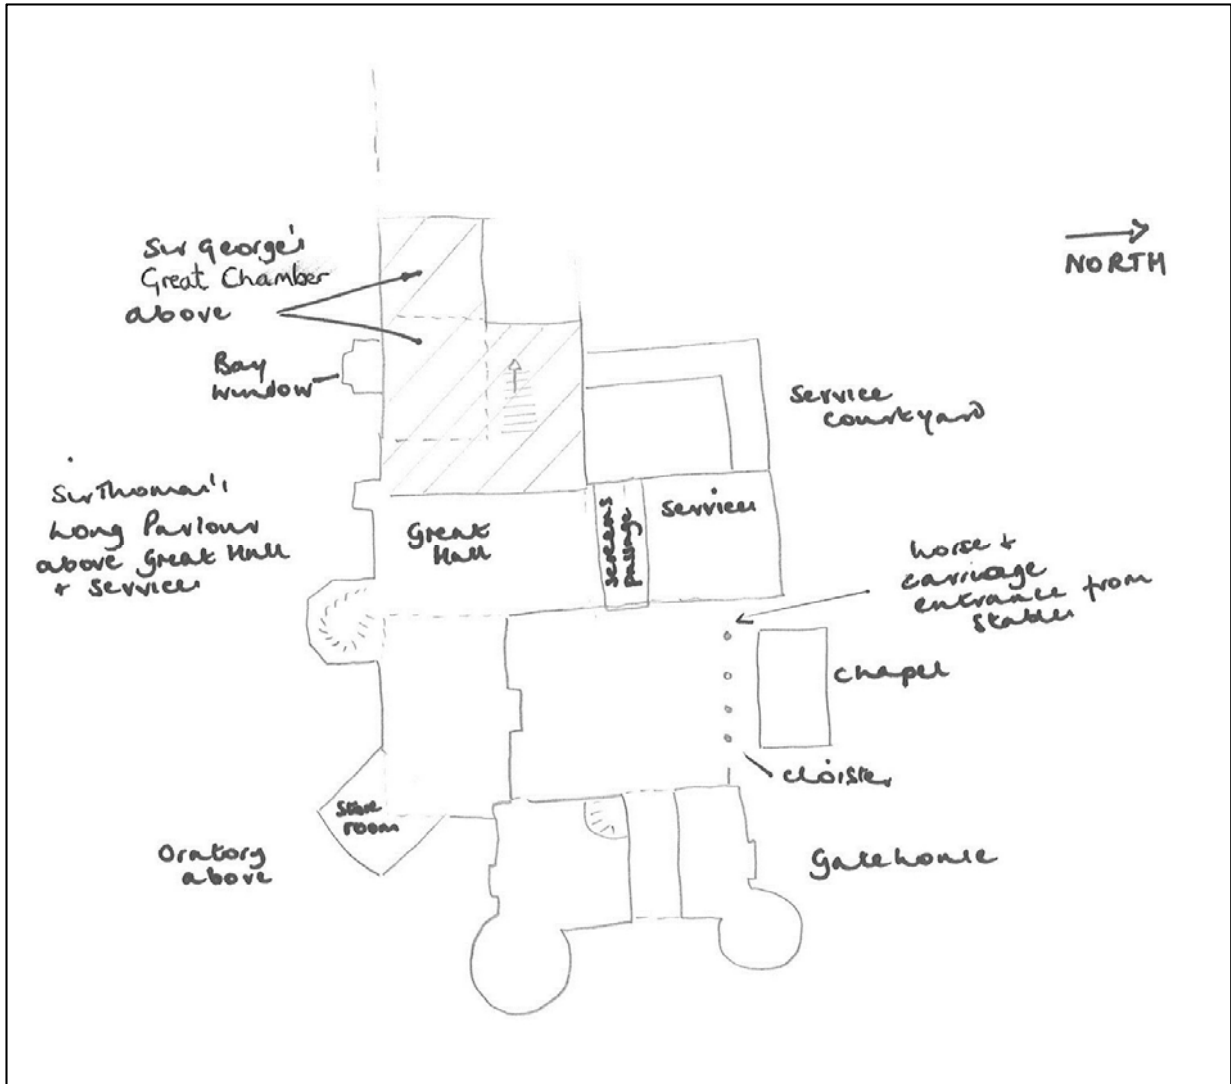 Sir George's
Great Chamber
above
NORTH
Bay
window
Service
courtyard
Sir Thomas's
Long Parlour
above Great Hall
+ Services
Great
Hall
screens
passage
Services
horse +
carriage
entrance from
stables
chapel
cloister
Store
room
Oratory
above
Gatehouse